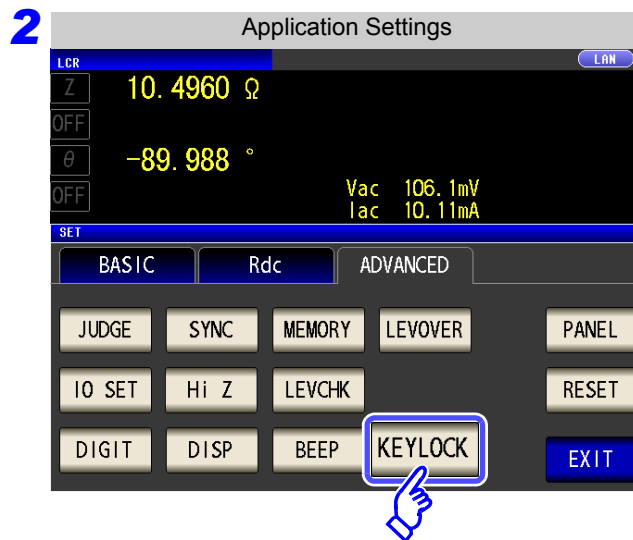 2
Application Settings
LCR LAN
Z 10.4960 Ω
OFF
θ -89.988 °
OFF
Vac 106.1mV
Iac 10.11mA
SET
BASIC Rdc ADVANCED
JUDGE SYNC MEMORY LEVOVER PANEL
IO SET Hi Z LEVCHK RESET
DIGIT DISP BEEP KEYLOCK EXIT